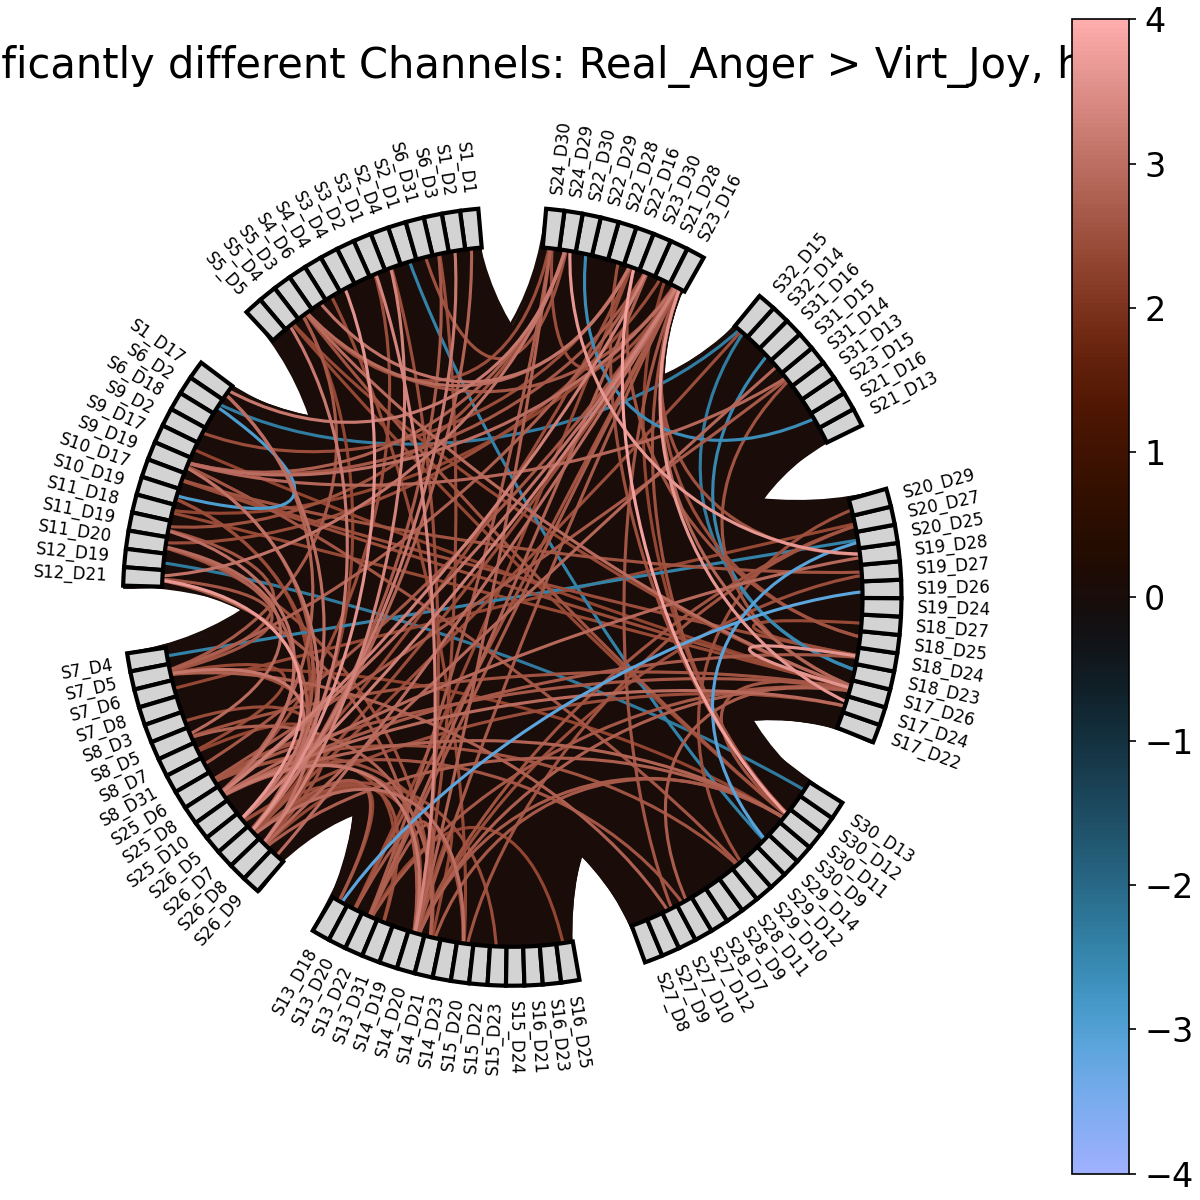 ficantly different Channels: Real_Anger > Virt_Joy, h
4
3
2
1
0
−1
−2
−3
−4
S24_D30
S24_D29
S22_D30
S22_D29
S22_D28
S22_D16
S23_D30
S21_D28
S23_D16
S32_D15
S32_D14
S31_D16
S31_D15
S31_D14
S31_D13
S23_D15
S21_D16
S21_D13
S20_D29
S20_D27
S20_D25
S19_D28
S19_D27
S19_D26
S19_D24
S18_D27
S18_D25
S18_D24
S18_D23
S17_D26
S17_D24
S17_D22
S30_D13
S30_D12
S30_D11
S30_D9
S29_D14
S29_D12
S29_D10
S28_D11
S28_D9
S28_D7
S27_D12
S27_D10
S27_D9
S27_D8
S16_D25
S16_D23
S16_D21
S15_D24
S15_D23
S15_D22
S15_D20
S14_D23
S14_D21
S14_D20
S14_D19
S13_D31
S13_D22
S13_D20
S13_D18
S26_D9
S26_D8
S26_D7
S26_D5
S25_D10
S25_D8
S25_D6
S8_D31
S8_D7
S8_D5
S8_D3
S7_D8
S7_D6
S7_D5
S7_D4
S12_D21
S12_D19
S11_D20
S11_D19
S11_D18
S10_D19
S10_D17
S9_D19
S9_D17
S9_D2
S6_D18
S6_D2
S1_D17
S5_D5
S5_D4
S5_D3
S4_D6
S4_D4
S3_D4
S3_D2
S3_D1
S2_D4
S2_D1
S6_D31
S6_D3
S1_D2
S1_D1